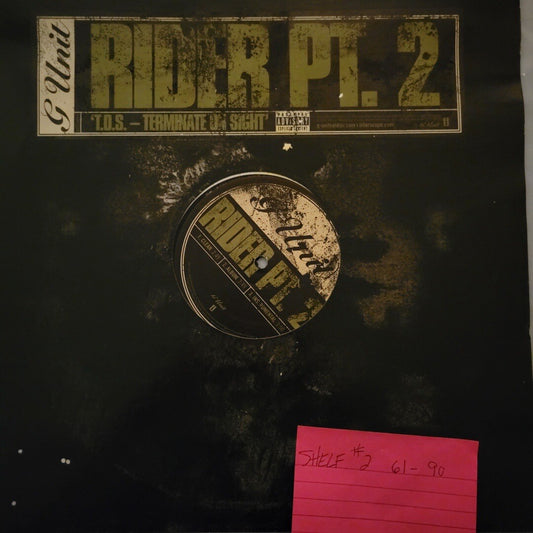 G Unit
RIDER PT. 2
'T.O.S. – TERMINATE ON SIGHT'
PARENTAL
ADVISORY
EXPLICIT CONTENT
G Unit
RIDER PT. 2
SHELF #2 61-90